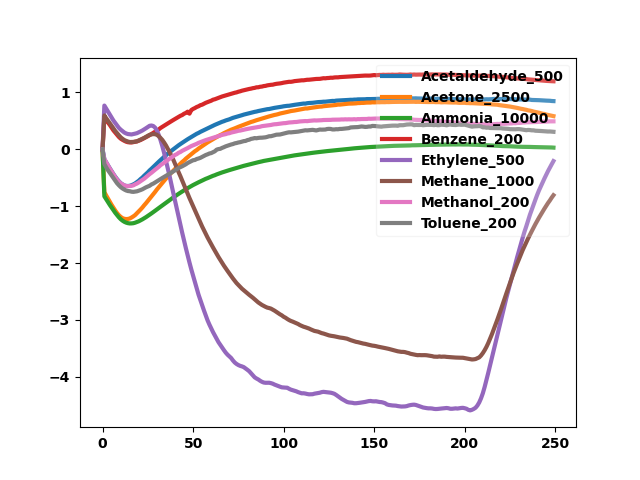 1
0
−1
−2
−3
−4
0
50
100
150
200
250
Acetaldehyde_500
Acetone_2500
Ammonia_10000
Benzene_200
Ethylene_500
Methane_1000
Methanol_200
Toluene_200